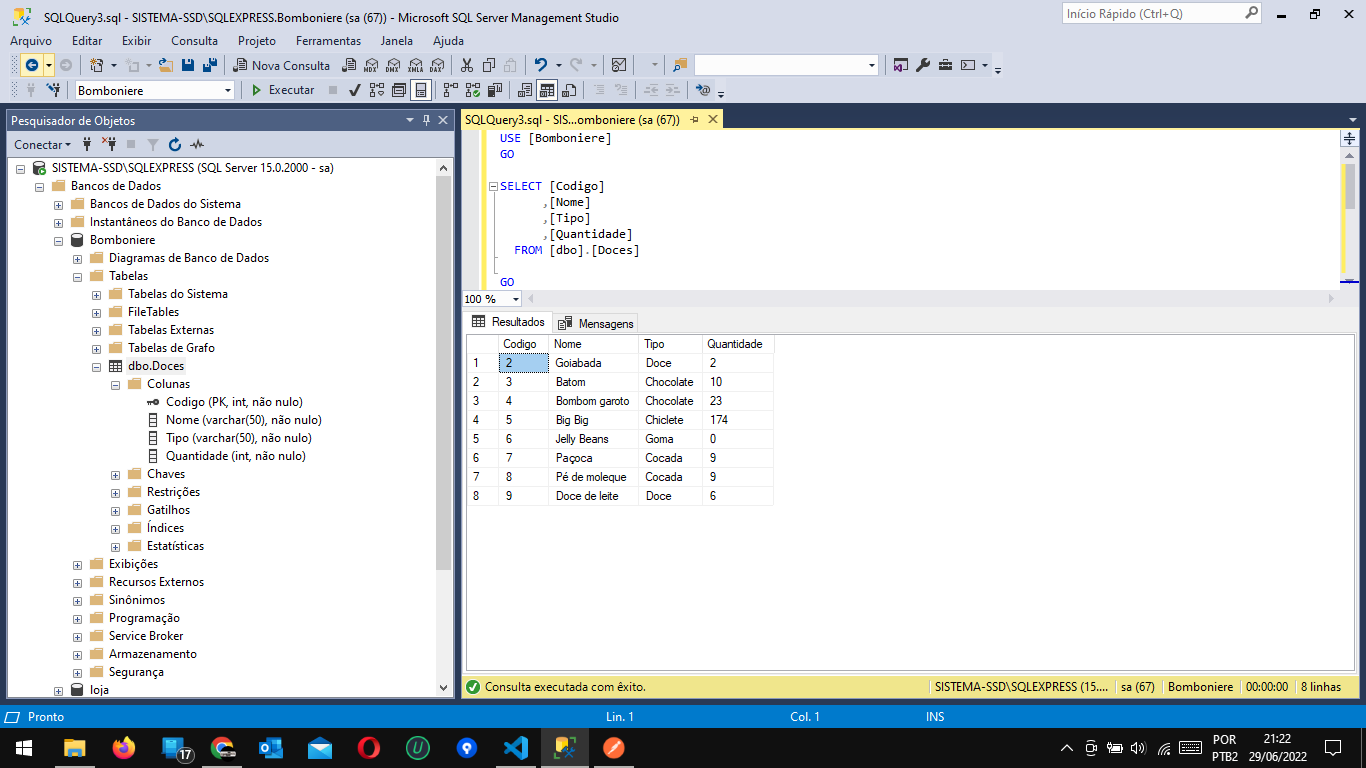 SQLQuery3.sql - SISTEMA-SSD\SQLEXPRESS.Bomboniere (sa (67)) - Microsoft SQL Server Management Studio
Início Rápido (Ctrl+Q)
Arquivo Editar Exibir Consulta Projeto Ferramentas Janela Ajuda
Nova Consulta MDX DMX XMLA DAX
Bomboniere Executar
Pesquisador de Objetos
Conectar
SISTEMA-SSD\SQLEXPRESS (SQL Server 15.0.2000 - sa)
Bancos de Dados
Bancos de Dados do Sistema
Instantâneos do Banco de Dados
Bomboniere
Diagramas de Banco de Dados
Tabelas
Tabelas do Sistema
FileTables
Tabelas Externas
Tabelas de Grafo
dbo.Doces
Colunas
Codigo (PK, int, não nulo)
Nome (varchar(50), não nulo)
Tipo (varchar(50), não nulo)
Quantidade (int, não nulo)
Chaves
Restrições
Gatilhos
Índices
Estatísticas
Exibições
Recursos Externos
Sinônimos
Programação
Service Broker
Armazenamento
Segurança
loja
SQLQuery3.sql - SIS...omboniere (sa (67))
USE [Bomboniere]
GO
SELECT [Codigo]
,[Nome]
,[Tipo]
,[Quantidade]
FROM [dbo].[Doces]
GO
100 %
Resultados Mensagens
Codigo Nome Tipo Quantidade
1 2 Goiabada Doce 2
2 3 Batom Chocolate 10
3 4 Bombom garoto Chocolate 23
4 5 Big Big Chiclete 174
5 6 Jelly Beans Goma 0
6 7 Paçoca Cocada 9
7 8 Pé de moleque Cocada 9
8 9 Doce de leite Doce 6
Consulta executada com êxito. SISTEMA-SSD\SQLEXPRESS (15.... sa (67) Bomboniere 00:00:00 8 linhas
Pronto Lin. 1 Col. 1 INS
17
POR
PTB2
21:22
29/06/2022